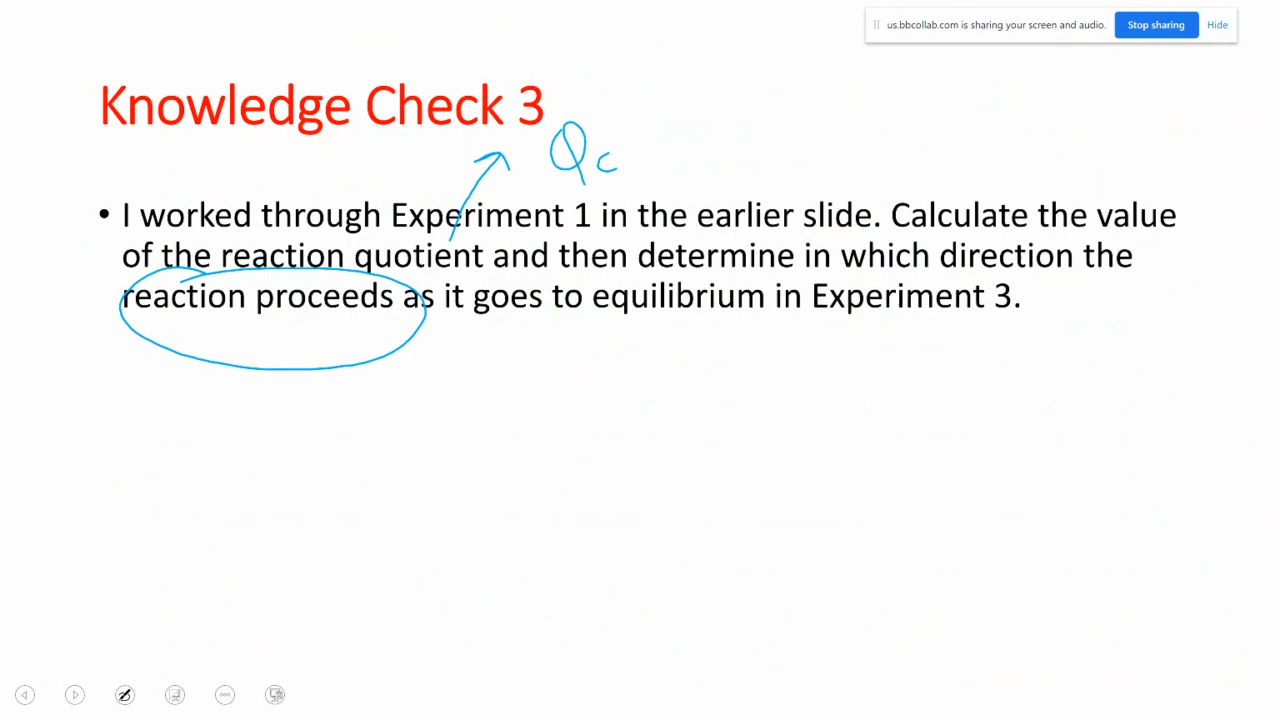 us.bbcollab.com is sharing your screen and audio. Stop sharing Hide
Knowledge Check 3
Qc
• I worked through Experiment 1 in the earlier slide. Calculate the value
of the reaction quotient and then determine in which direction the
reaction proceeds as it goes to equilibrium in Experiment 3.